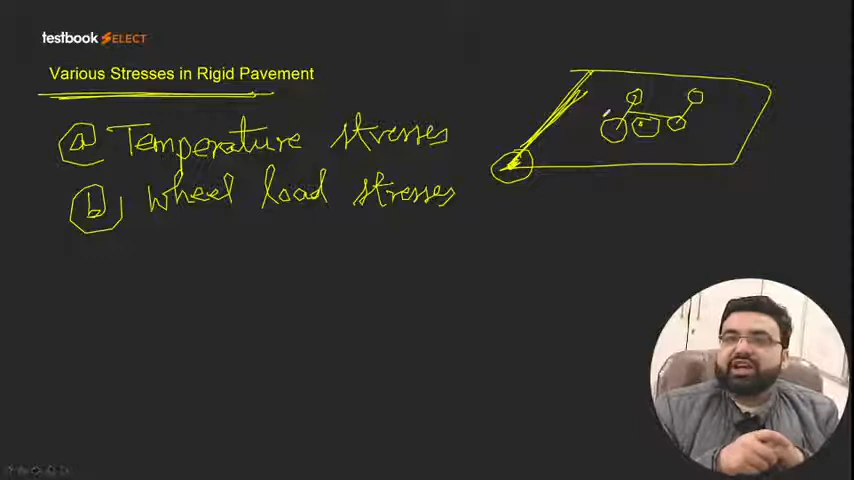 testbook SELECT
Various Stresses in Rigid Pavement
a Temperature stresses
b Wheel load stresses